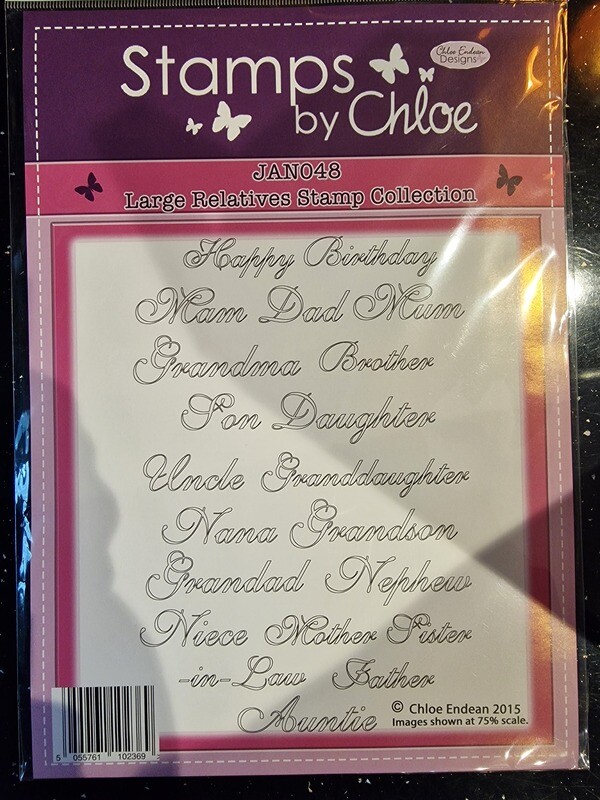 Stamps
by Chloe
Chloe Endean
Designs
JAN048
Large Relatives Stamp Collection
Happy Birthday
Mam Dad Mum
Grandma Brother
Son Daughter
Uncle Granddaughter
Nana Grandson
Grandad Nephew
Niece Mother Sister
-in-Law Father
Auntie
© Chloe Endean 2015
Images shown at 75% scale.
5 055761 102369